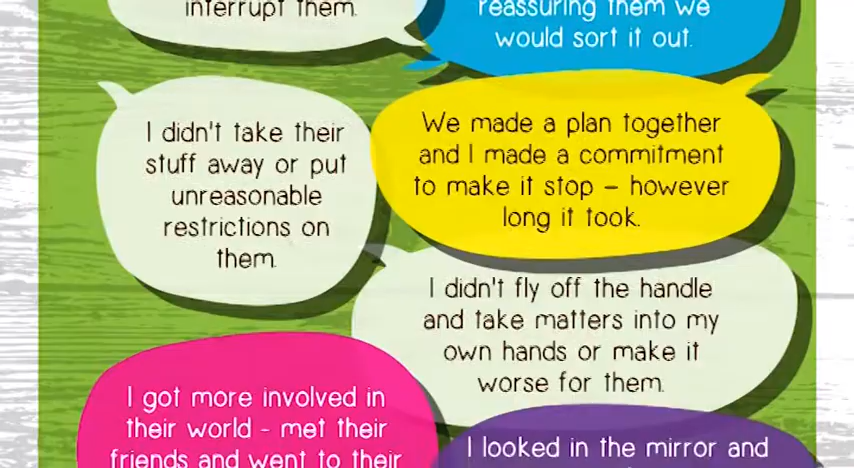 interrupt them.
reassuring them we
would sort it out.
I didn't take their
stuff away or put
unreasonable
restrictions on
them.
We made a plan together
and I made a commitment
to make it stop – however
long it took.
I didn't fly off the handle
and take matters into my
own hands or make it
worse for them.
I got more involved in
their world - met their
friends and went to their
I looked in the mirror and